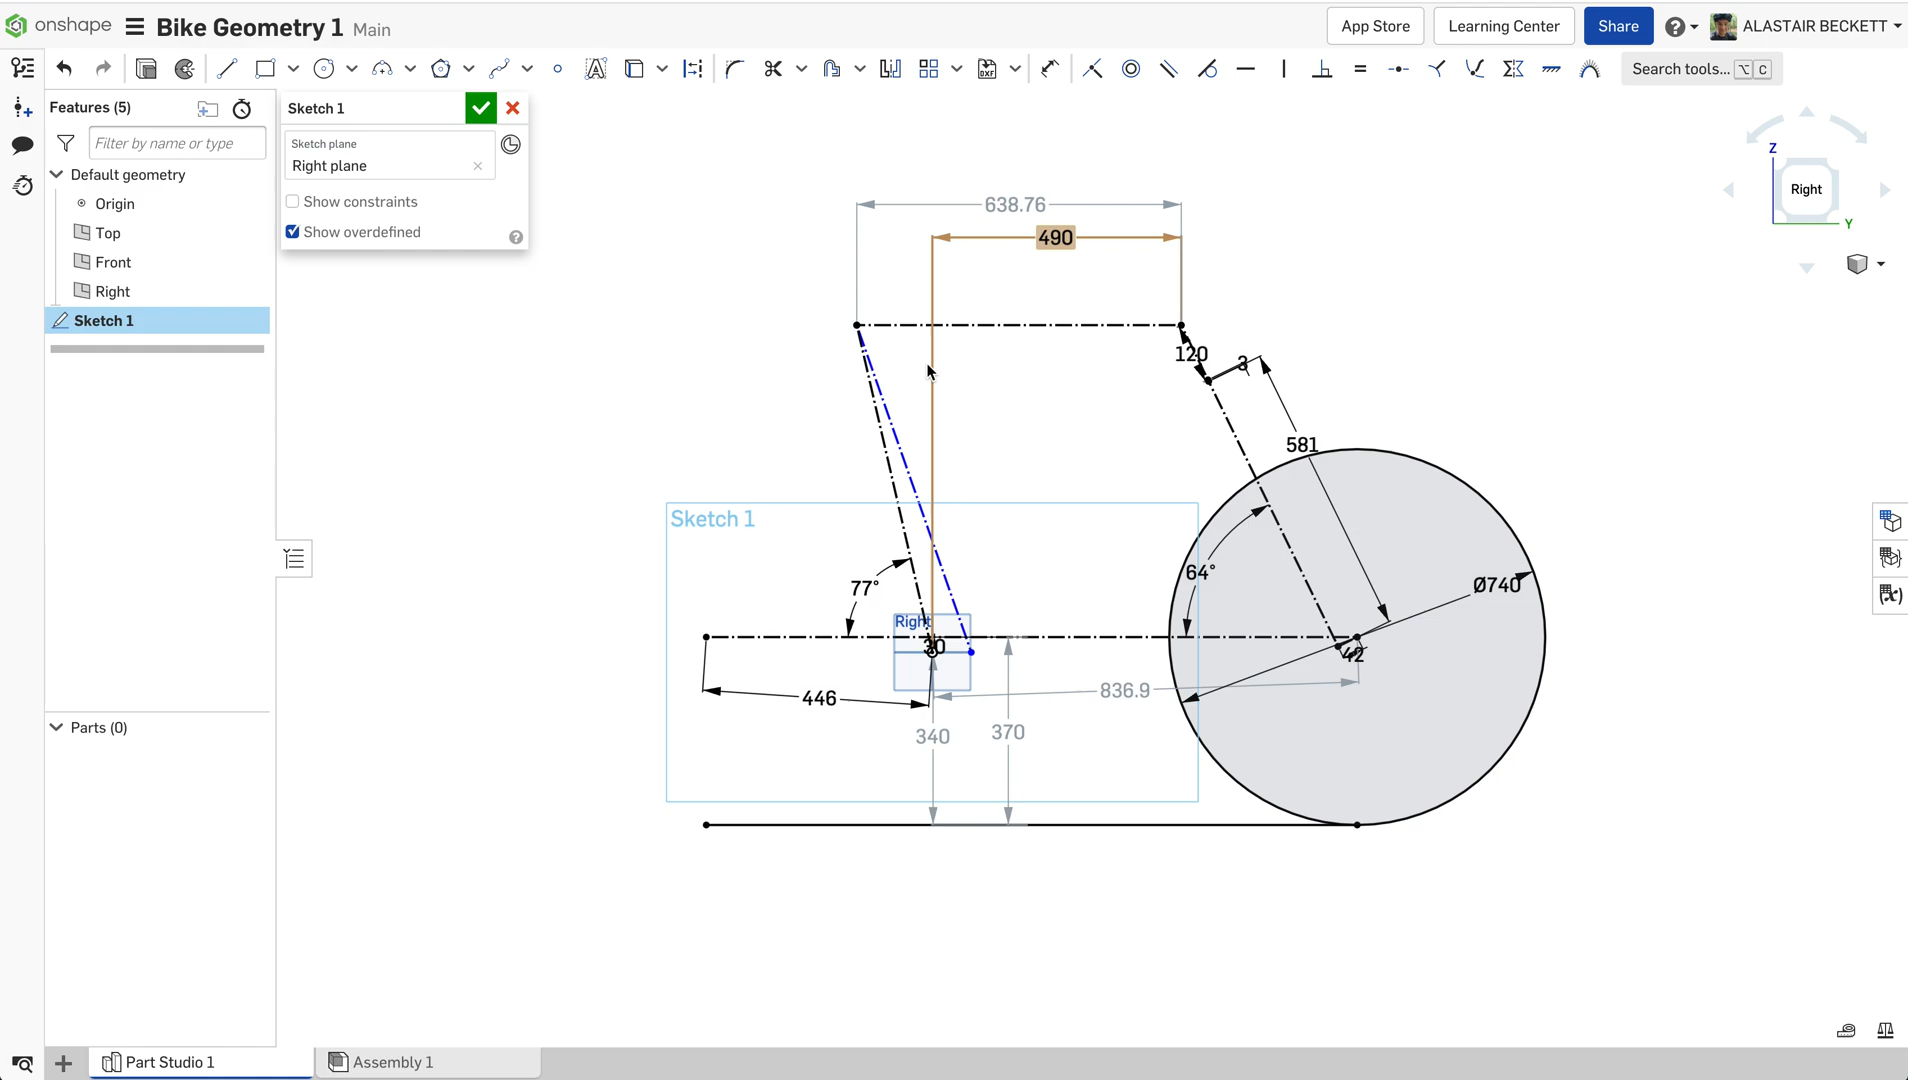 onshape
Bike Geometry 1 Main
App Store
Learning Center
Share
ALASTAIR BECKETT
Search tools... ⌥ C
Features (5)
Filter by name or type
Default geometry
Origin
Top
Front
Right
Sketch 1
Sketch 1
Sketch plane
Right plane
Show constraints
Show overdefined
Z
Right
Y
638.76
490
120
3
581
Sketch 1
64°
77°
Ø740
Right
30
42
446
836.9
340
370
Parts (0)
Part Studio 1
Assembly 1